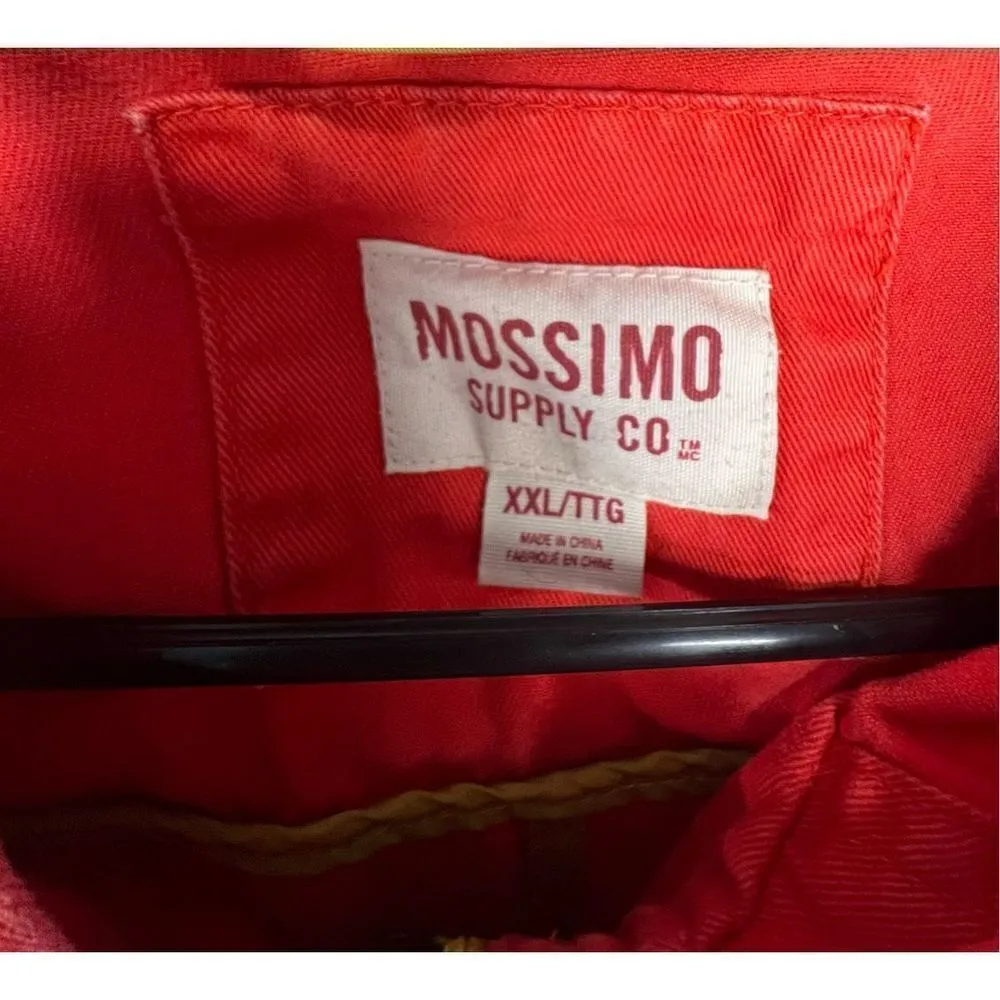 MOSSIMO
SUPPLY CO TM MC
XXL/TTG
MADE IN CHINA
FABRIQUÉ EN CHINE